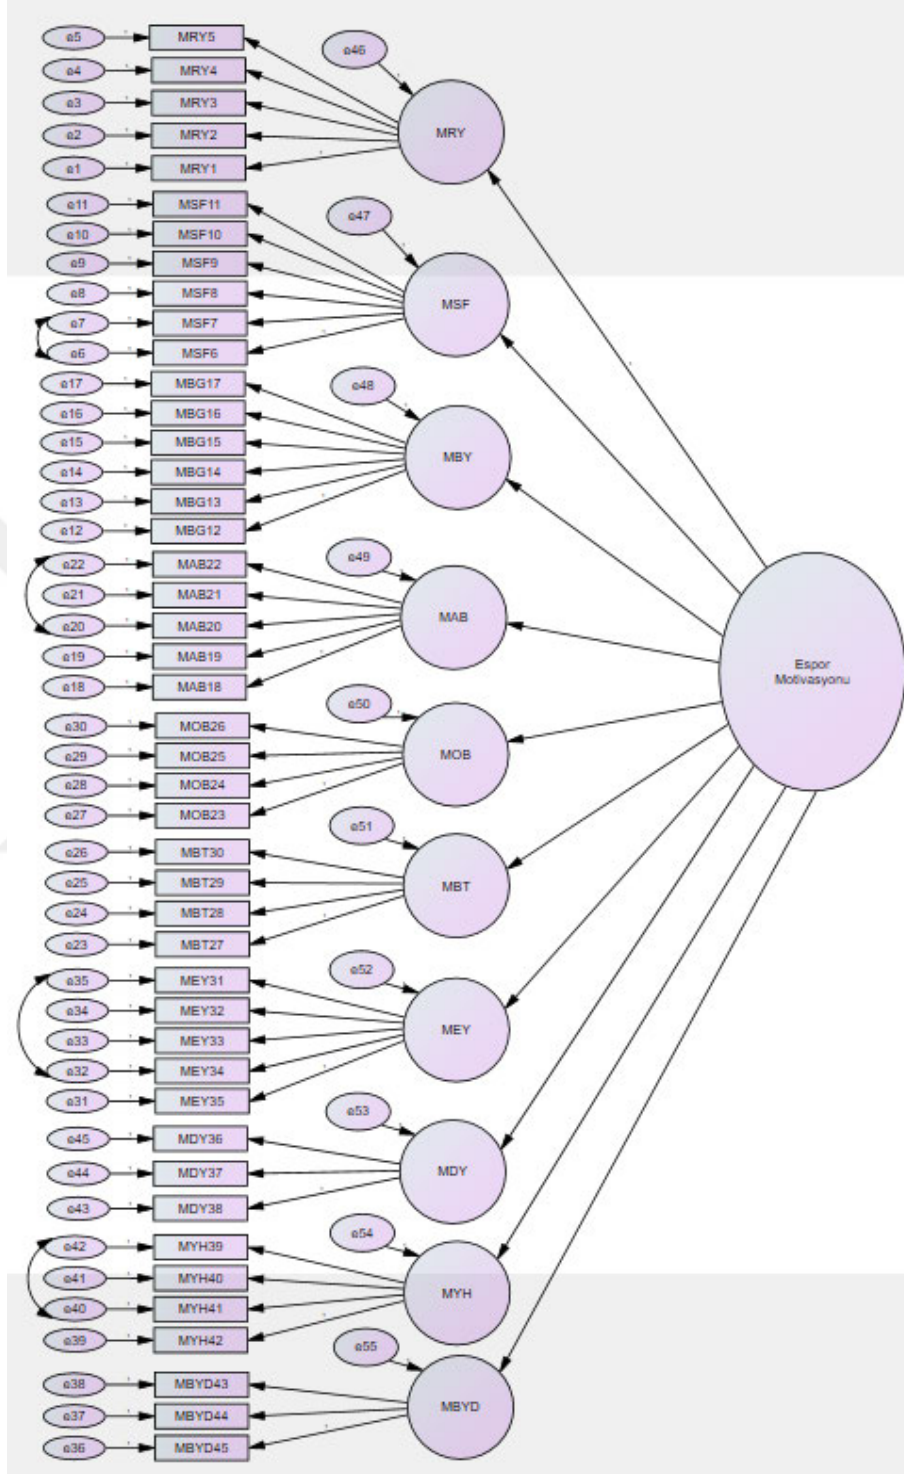 e5 MRY5
e46
e4 MRY4
e3 MRY3
MRY
e2 MRY2
e1 MRY1
e11 MSF11
e47
e10 MSF10
e9 MSF9
e8 MSF8
MSF
e7 MSF7
e6 MSF6
e17 MBG17
e48
e16 MBG16
e15 MBG15
MBY
e14 MBG14
e13 MBG13
e12 MBG12
e49
e22 MAB22
e21 MAB21
MAB
e20 MAB20
e19 MAB19
e18 MAB18
Espor
Motivasyonu
e50
e30 MOB26
e29 MOB25
MOB
e28 MOB24
e27 MOB23
e51
e26 MBT30
e25 MBT29
MBT
e24 MBT28
e23 MBT27
e52
e35 MEY31
e34 MEY32
MEY
e33 MEY33
e32 MEY34
e31 MEY35
e53
e45 MDY36
e44 MDY37
MDY
e43 MDY38
e54
e42 MYH39
e41 MYH40
MYH
e40 MYH41
e39 MYH42
e55
e38 MBYD43
MBYD
e37 MBYD44
e36 MBYD45